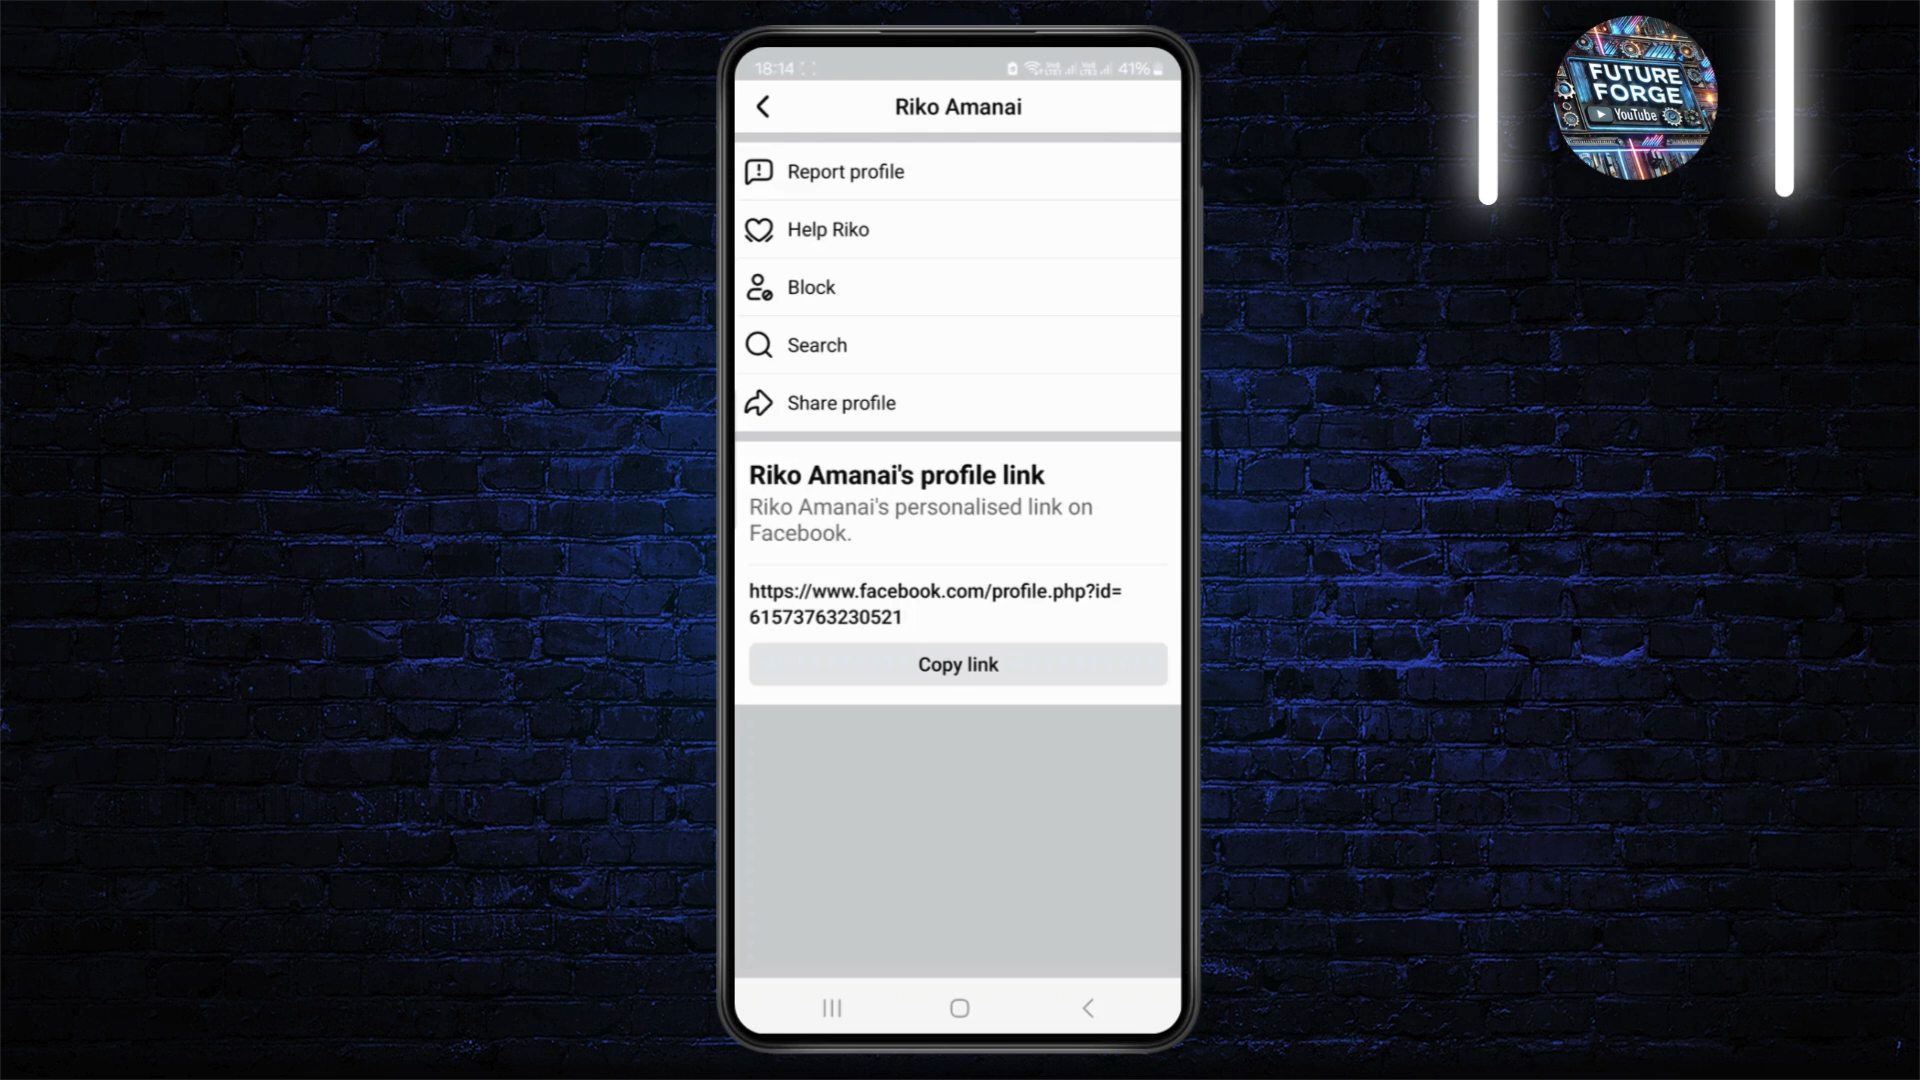 FUTURE
FORGE
YouTube
18:14
41%
Riko Amanai
Report profile
Help Riko
Block
Search
Share profile
Riko Amanai's profile link
Riko Amanai's personalised link on
Facebook.
https://www.facebook.com/profile.php?id=
61573763230521
Copy link